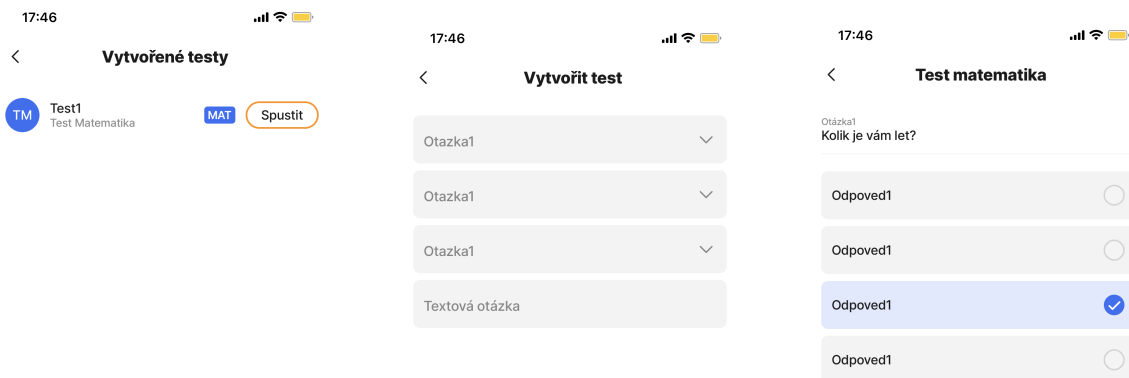 17:46
Vytvořené testy
TM
Test1
Test Matematika
MAT
Spustit
17:46
Vytvořit test
Otazka1
Otazka1
Otazka1
Textová otázka
17:46
Test matematika
Otázka1
Kolik je vám let?
Odpoved1
Odpoved1
Odpoved1
Odpoved1